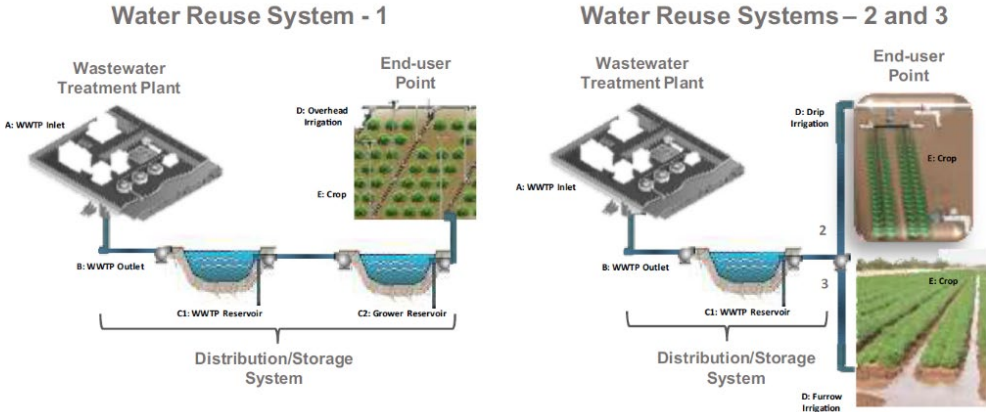 Water Reuse System - 1
Wastewater
Treatment Plant
A: WWTP Inlet
End-user
Point
D: Overhead
Irrigation
E: Crop
B: WWTP Outlet
C1: WWTP Reservoir
C2: Grower Reservoir
Distribution/Storage
System
Water Reuse Systems – 2 and 3
Wastewater
Treatment Plant
A: WWTP Inlet
End-user
Point
D: Drip
Irrigation
E: Crop
2
B: WWTP Outlet
3
E: Crop
C1: WWTP Reservoir
Distribution/Storage
System
D: Furrow
Irrigation